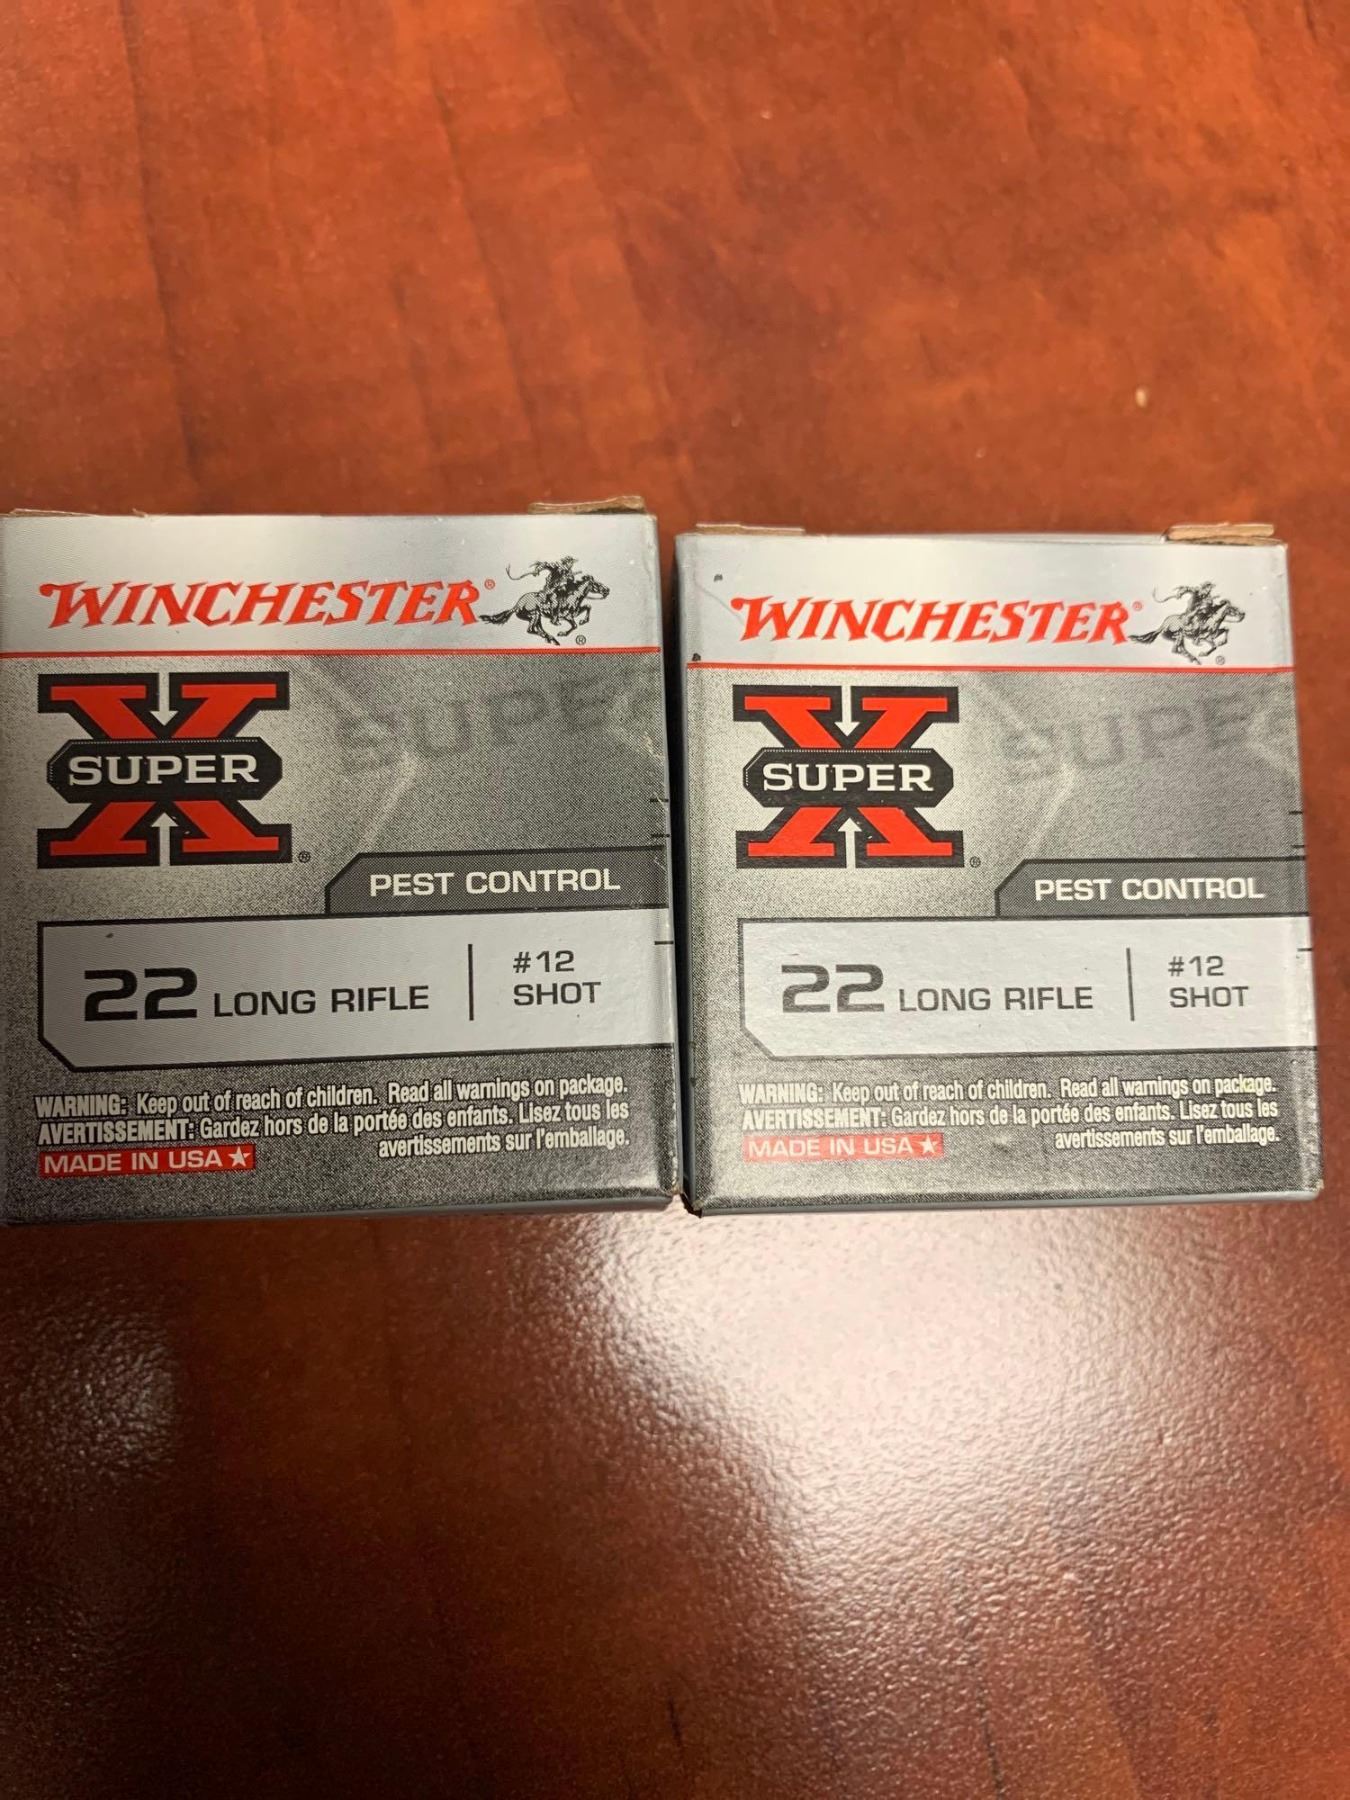 WINCHESTER®
X
SUPER
®
SUPE
PEST CONTROL
22 LONG RIFLE
#12
SHOT
WARNING: Keep out of reach of children. Read all warnings on package.
AVERTISSEMENT: Gardez hors de la portée des enfants. Lisez tous les
avertissements sur l'emballage.
MADE IN USA
WINCHESTER®
X
SUPER
®
SUPE
PEST CONTROL
22 LONG RIFLE
#12
SHOT
WARNING: Keep out of reach of children. Read all warnings on package.
AVERTISSEMENT: Gardez hors de la portée des enfants. Lisez tous les
avertissements sur l'emballage.
MADE IN USA